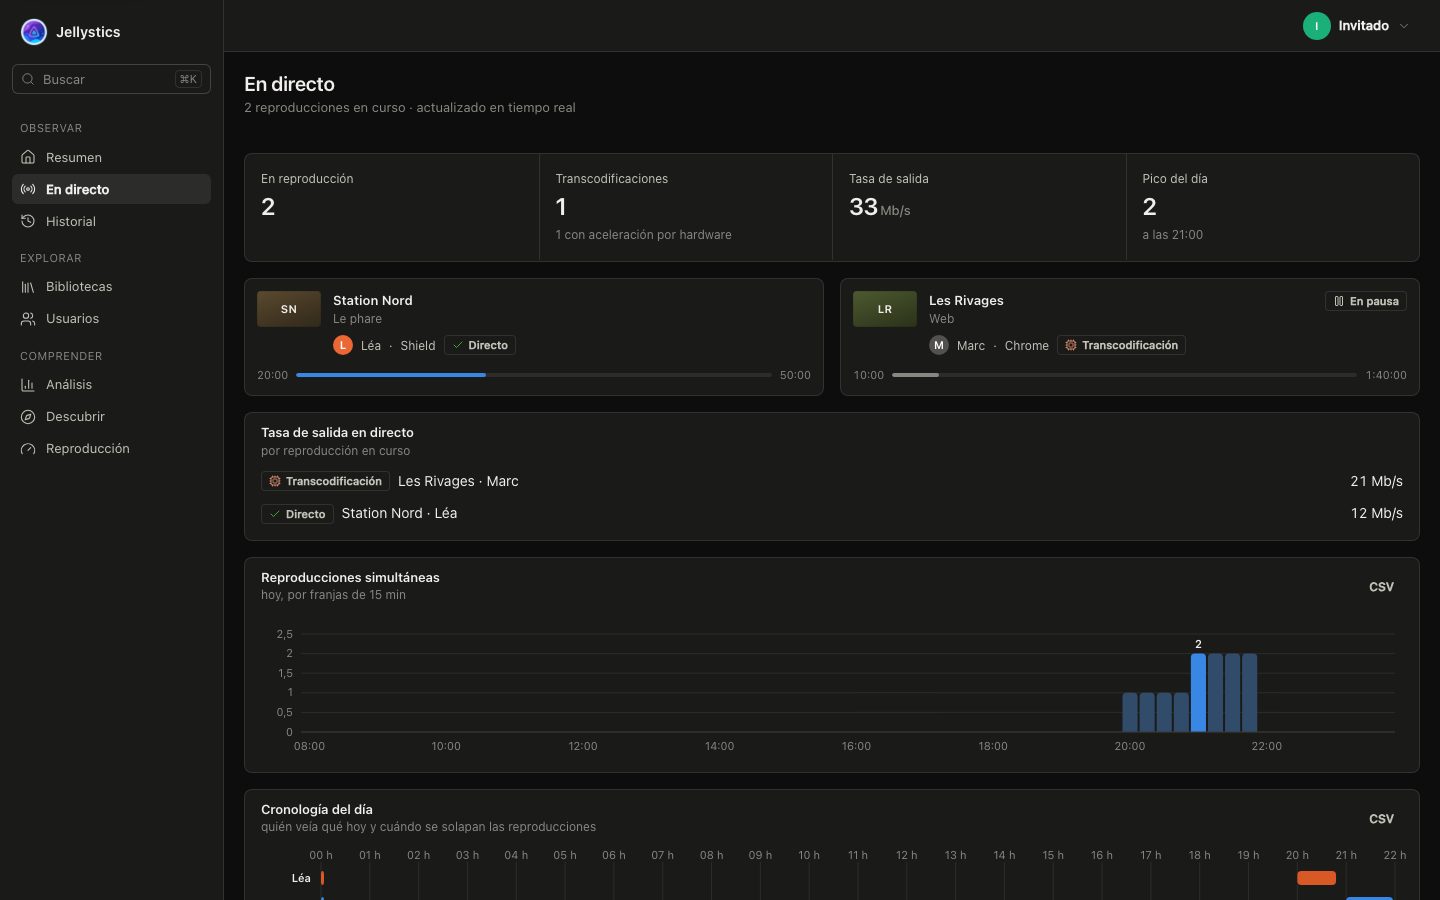 Jellystics
Buscar ⌘K
OBSERVAR
Resumen
En directo
Historial
EXPLORAR
Bibliotecas
Usuarios
COMPRENDER
Análisis
Descubrir
Reproducción
I Invitado
En directo
2 reproducciones en curso · actualizado en tiempo real
En reproducción
2
Transcodificaciones
1
1 con aceleración por hardware
Tasa de salida
33 Mb/s
Pico del día
2
a las 21:00
SN
Station Nord
Le phare
L Léa · Shield Directo
20:00 50:00
LR
Les Rivages
Web
En pausa
M Marc · Chrome Transcodificación
10:00 1:40:00
Tasa de salida en directo
por reproducción en curso
Transcodificación Les Rivages · Marc 21 Mb/s
Directo Station Nord · Léa 12 Mb/s
Reproducciones simultáneas
hoy, por franjas de 15 min
CSV
2,5
2
1,5
1
0,5
0
2
08:00 10:00 12:00 14:00 16:00 18:00 20:00 22:00
Cronología del día
quién veía qué hoy y cuándo se solapan las reproducciones
CSV
00 h 01 h 02 h 03 h 04 h 05 h 06 h 07 h 08 h 09 h 10 h 11 h 12 h 13 h 14 h 15 h 16 h 17 h 18 h 19 h 20 h 21 h 22 h
Léa